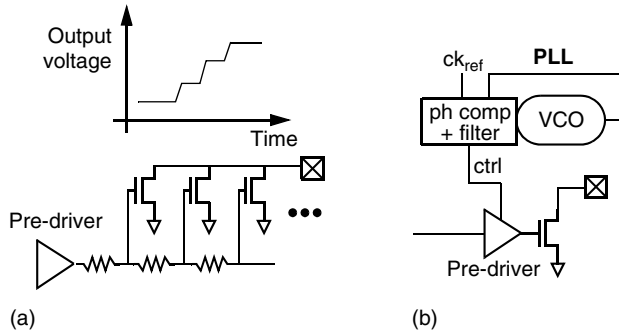 Output
voltage
Time
Pre-driver
(a)
ck_ref
PLL
ph comp
+ filter
VCO
ctrl
Pre-driver
(b)